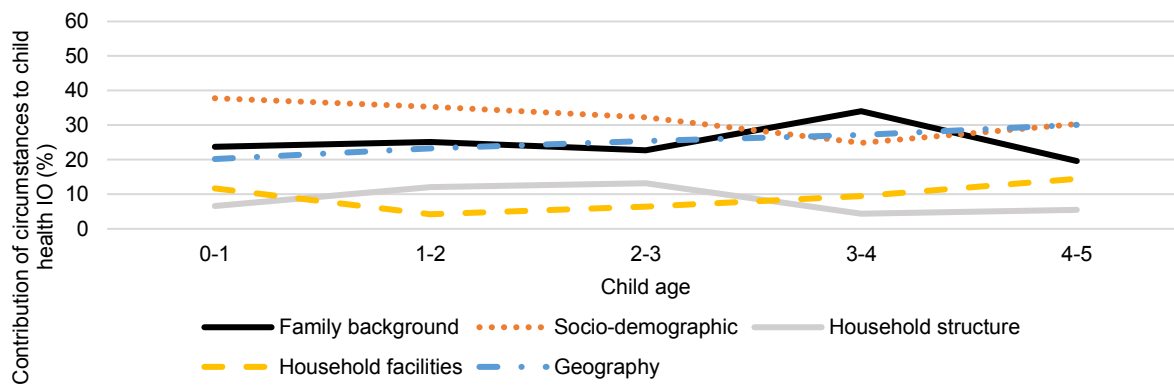 Contribution of circumstances to child
health IO (%)
60
50
40
30
20
10
0
0-1 1-2 2-3 3-4 4-5
Child age
Family background Socio-demographic Household structure
Household facilities Geography